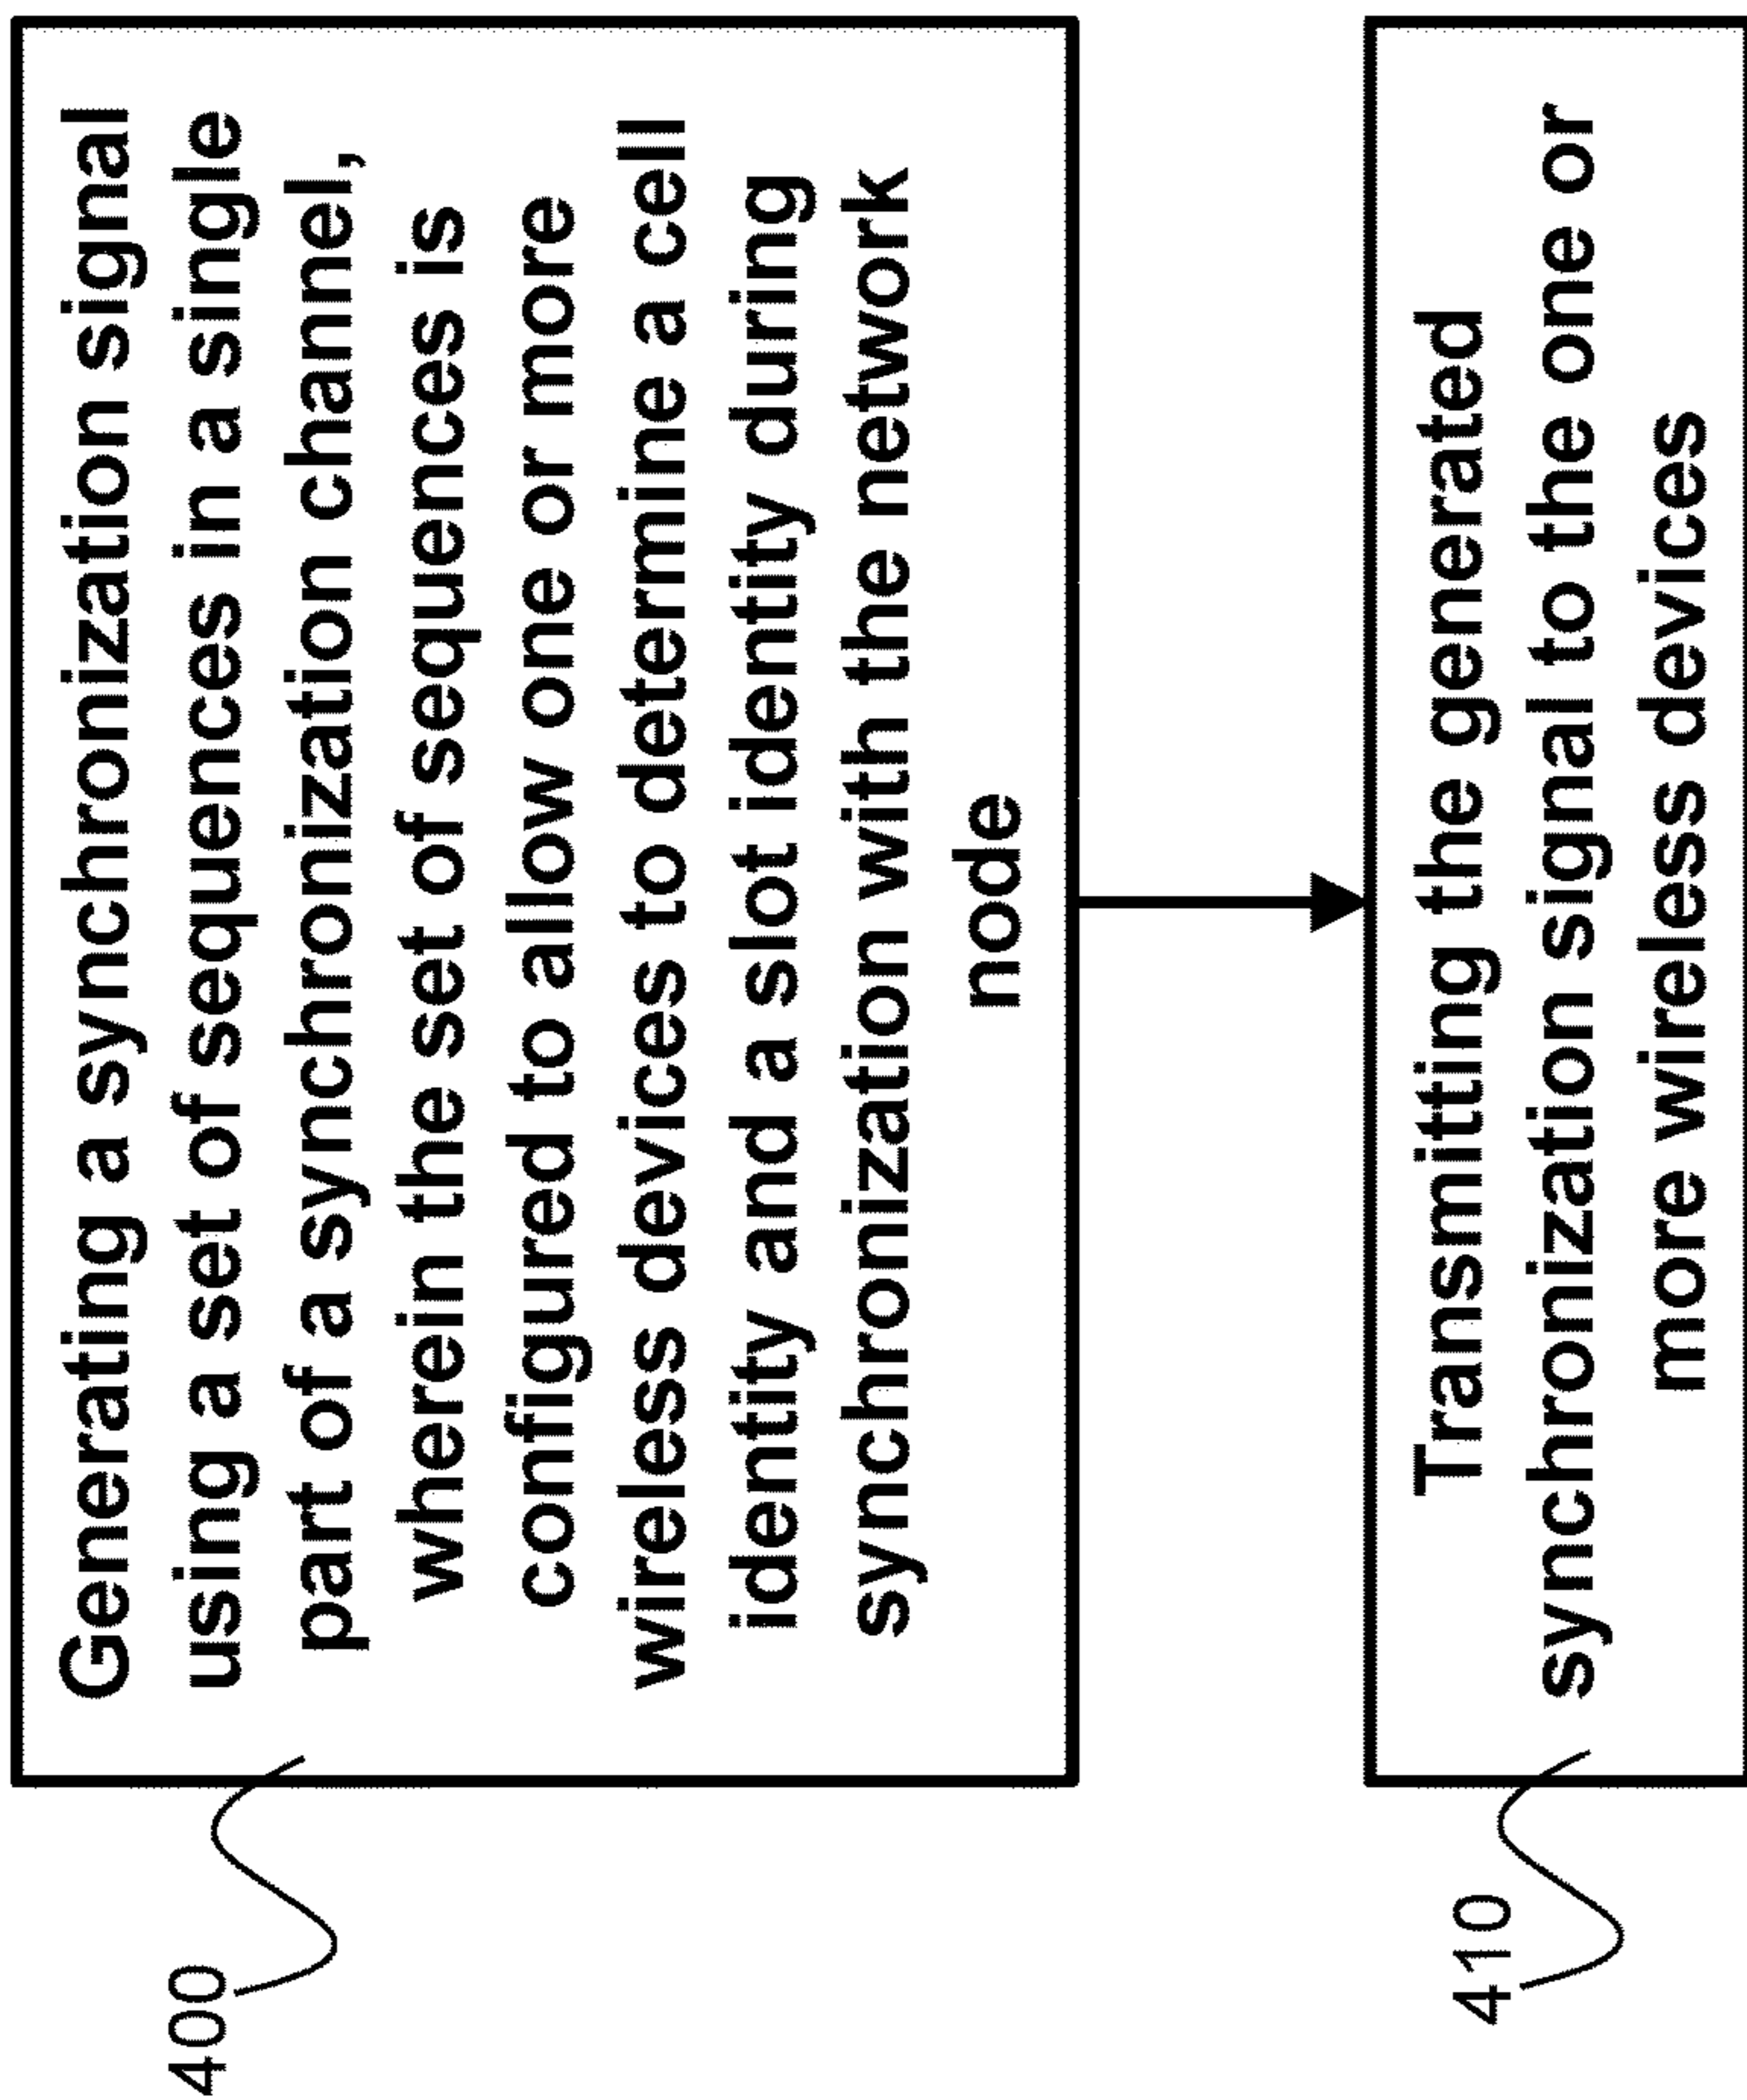 400
Generating a synchronization signal
using a set of sequences in a single
part of a synchronization channel,
wherein the set of sequences is
configured to allow one or more
wireless devices to determine a cell
identity and a slot identity during
synchronization with the network
node
410
Transmitting the generated
synchronization signal to the one or
more wireless devices